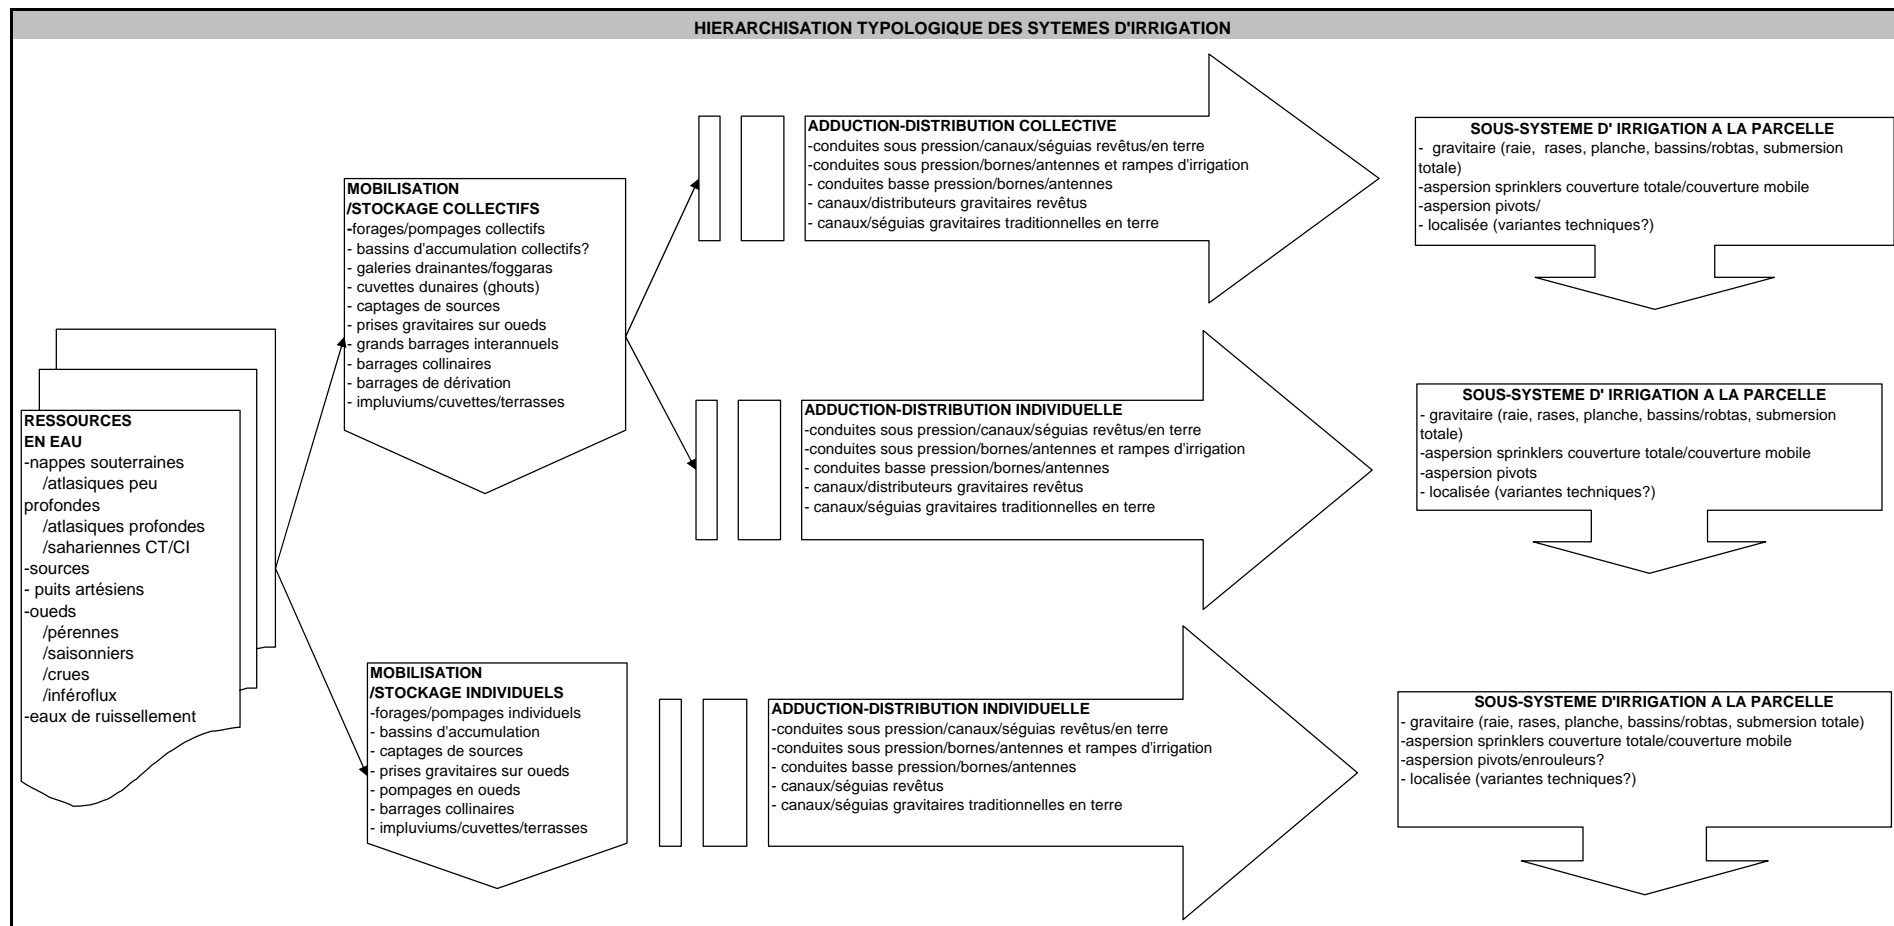 HIERARCHISATION TYPOLOGIQUE DES SYTEMES D'IRRIGATION
RESSOURCES
EN EAU
-nappes souterraines
/atlasiques peu
profondes
/atlasiques profondes
/sahariennes CT/CI
-sources
- puits artésiens
-oueds
/pérennes
/saisonniers
/crues
/inféroflux
-eaux de ruissellement
MOBILISATION
/STOCKAGE COLLECTIFS
-forages/pompages collectifs
- bassins d'accumulation collectifs?
- galeries drainantes/foggaras
- cuvettes dunaires (ghouts)
- captages de sources
- prises gravitaires sur oueds
- grands barrages interannuels
- barrages collinaires
- barrages de dérivation
- impluviums/cuvettes/terrasses
MOBILISATION
/STOCKAGE INDIVIDUELS
-forages/pompages individuels
- bassins d'accumulation
- captages de sources
- prises gravitaires sur oueds
- pompages en oueds
- barrages collinaires
- impluviums/cuvettes/terrasses
ADDUCTION-DISTRIBUTION COLLECTIVE
-conduites sous pression/canaux/séguias revêtus/en terre
-conduites sous pression/bornes/antennes et rampes d'irrigation
- conduites basse pression/bornes/antennes
- canaux/distributeurs gravitaires revêtus
- canaux/séguias gravitaires traditionnelles en terre
SOUS-SYSTEME D' IRRIGATION A LA PARCELLE
- gravitaire (raie, rases, planche, bassins/robtas, submersion
totale)
-aspersion sprinklers couverture totale/couverture mobile
-aspersion pivots/
- localisée (variantes techniques?)
ADDUCTION-DISTRIBUTION INDIVIDUELLE
-conduites sous pression/canaux/séguias revêtus/en terre
-conduites sous pression/bornes/antennes et rampes d'irrigation
- conduites basse pression/bornes/antennes
- canaux/distributeurs gravitaires revêtus
- canaux/séguias gravitaires traditionnelles en terre
SOUS-SYSTEME D' IRRIGATION A LA PARCELLE
- gravitaire (raie, rases, planche, bassins/robtas, submersion
totale)
-aspersion sprinklers couverture totale/couverture mobile
-aspersion pivots
- localisée (variantes techniques?)
ADDUCTION-DISTRIBUTION INDIVIDUELLE
-conduites sous pression/canaux/séguias revêtus/en terre
-conduites sous pression/bornes/antennes et rampes d'irrigation
- conduites basse pression/bornes/antennes
- canaux/séguias revêtus
- canaux/séguias gravitaires traditionnelles en terre
SOUS-SYSTEME D'IRRIGATION A LA PARCELLE
- gravitaire (raie, rases, planche, bassins/robtas, submersion totale)
-aspersion sprinklers couverture totale/couverture mobile
-aspersion pivots/enrouleurs?
- localisée (variantes techniques?)